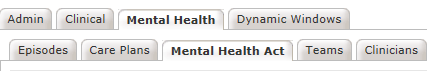 Admin Clinical Mental Health Dynamic Windows
Episodes Care Plans Mental Health Act Teams Clinicians